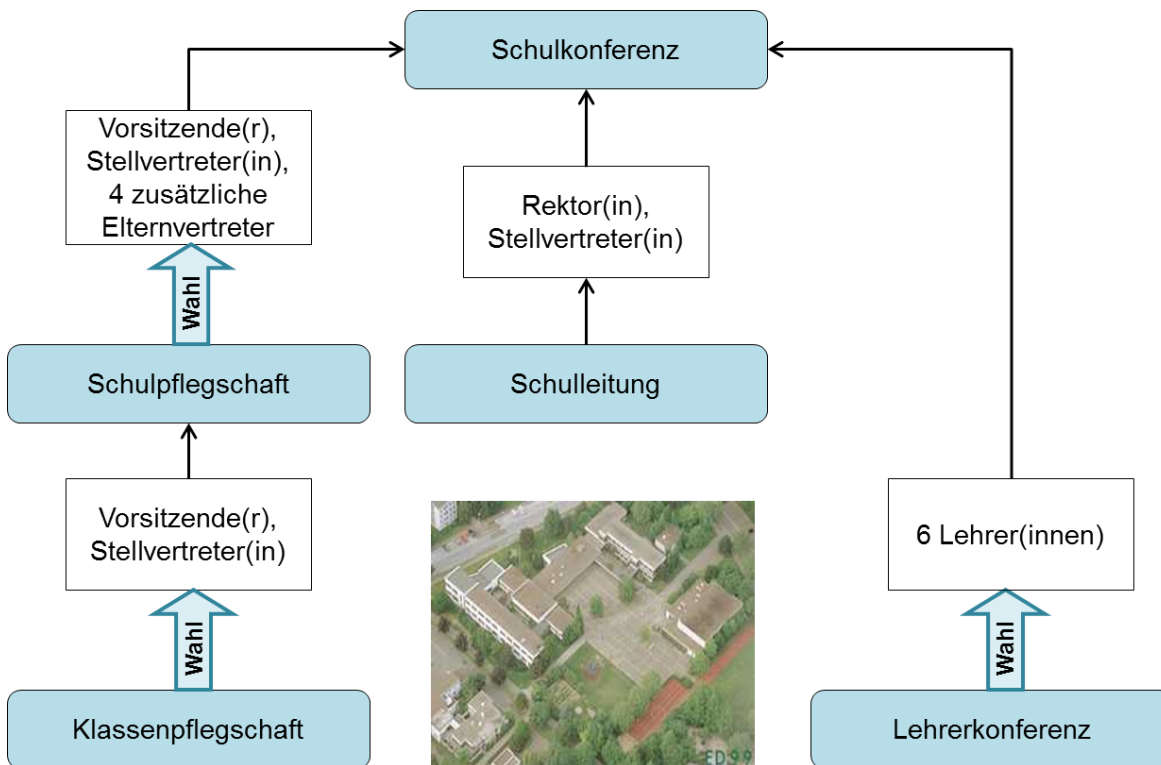 Schulkonferenz
Vorsitzende(r),
Stellvertreter(in),
4 zusätzliche
Elternvertreter
Rektor(in),
Stellvertreter(in)
Wahl
Schulpflegschaft
Schulleitung
Vorsitzende(r),
Stellvertreter(in)
6 Lehrer(innen)
Wahl
Wahl
Klassenpflegschaft
Lehrerkonferenz
ED99